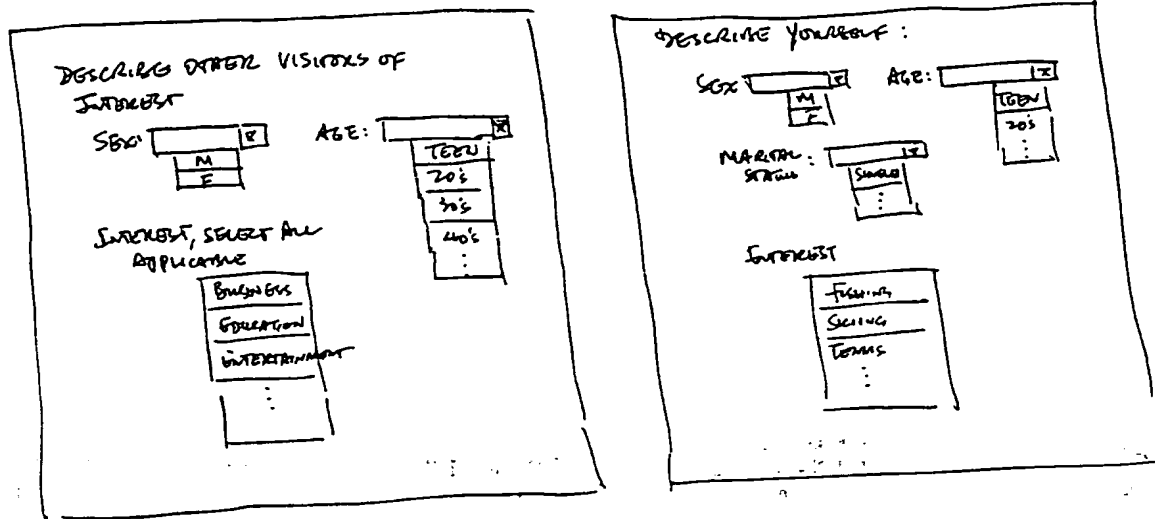 DESCRIBE OTHER VISITORS OF
INTEREST
SEX:
M
F
AGE:
TEEN
20's
30's
40's
INTEREST, SELECT ALL
APPLICABLE
BUSINESS
EDUCATION
ENTERTAINMENT
DESCRIBE YOURSELF :
SEX
M
F
AGE:
TEEN
20's
MARITAL :
STATUS
SINGLE
INTEREST
FISHING
SKIING
TENNIS